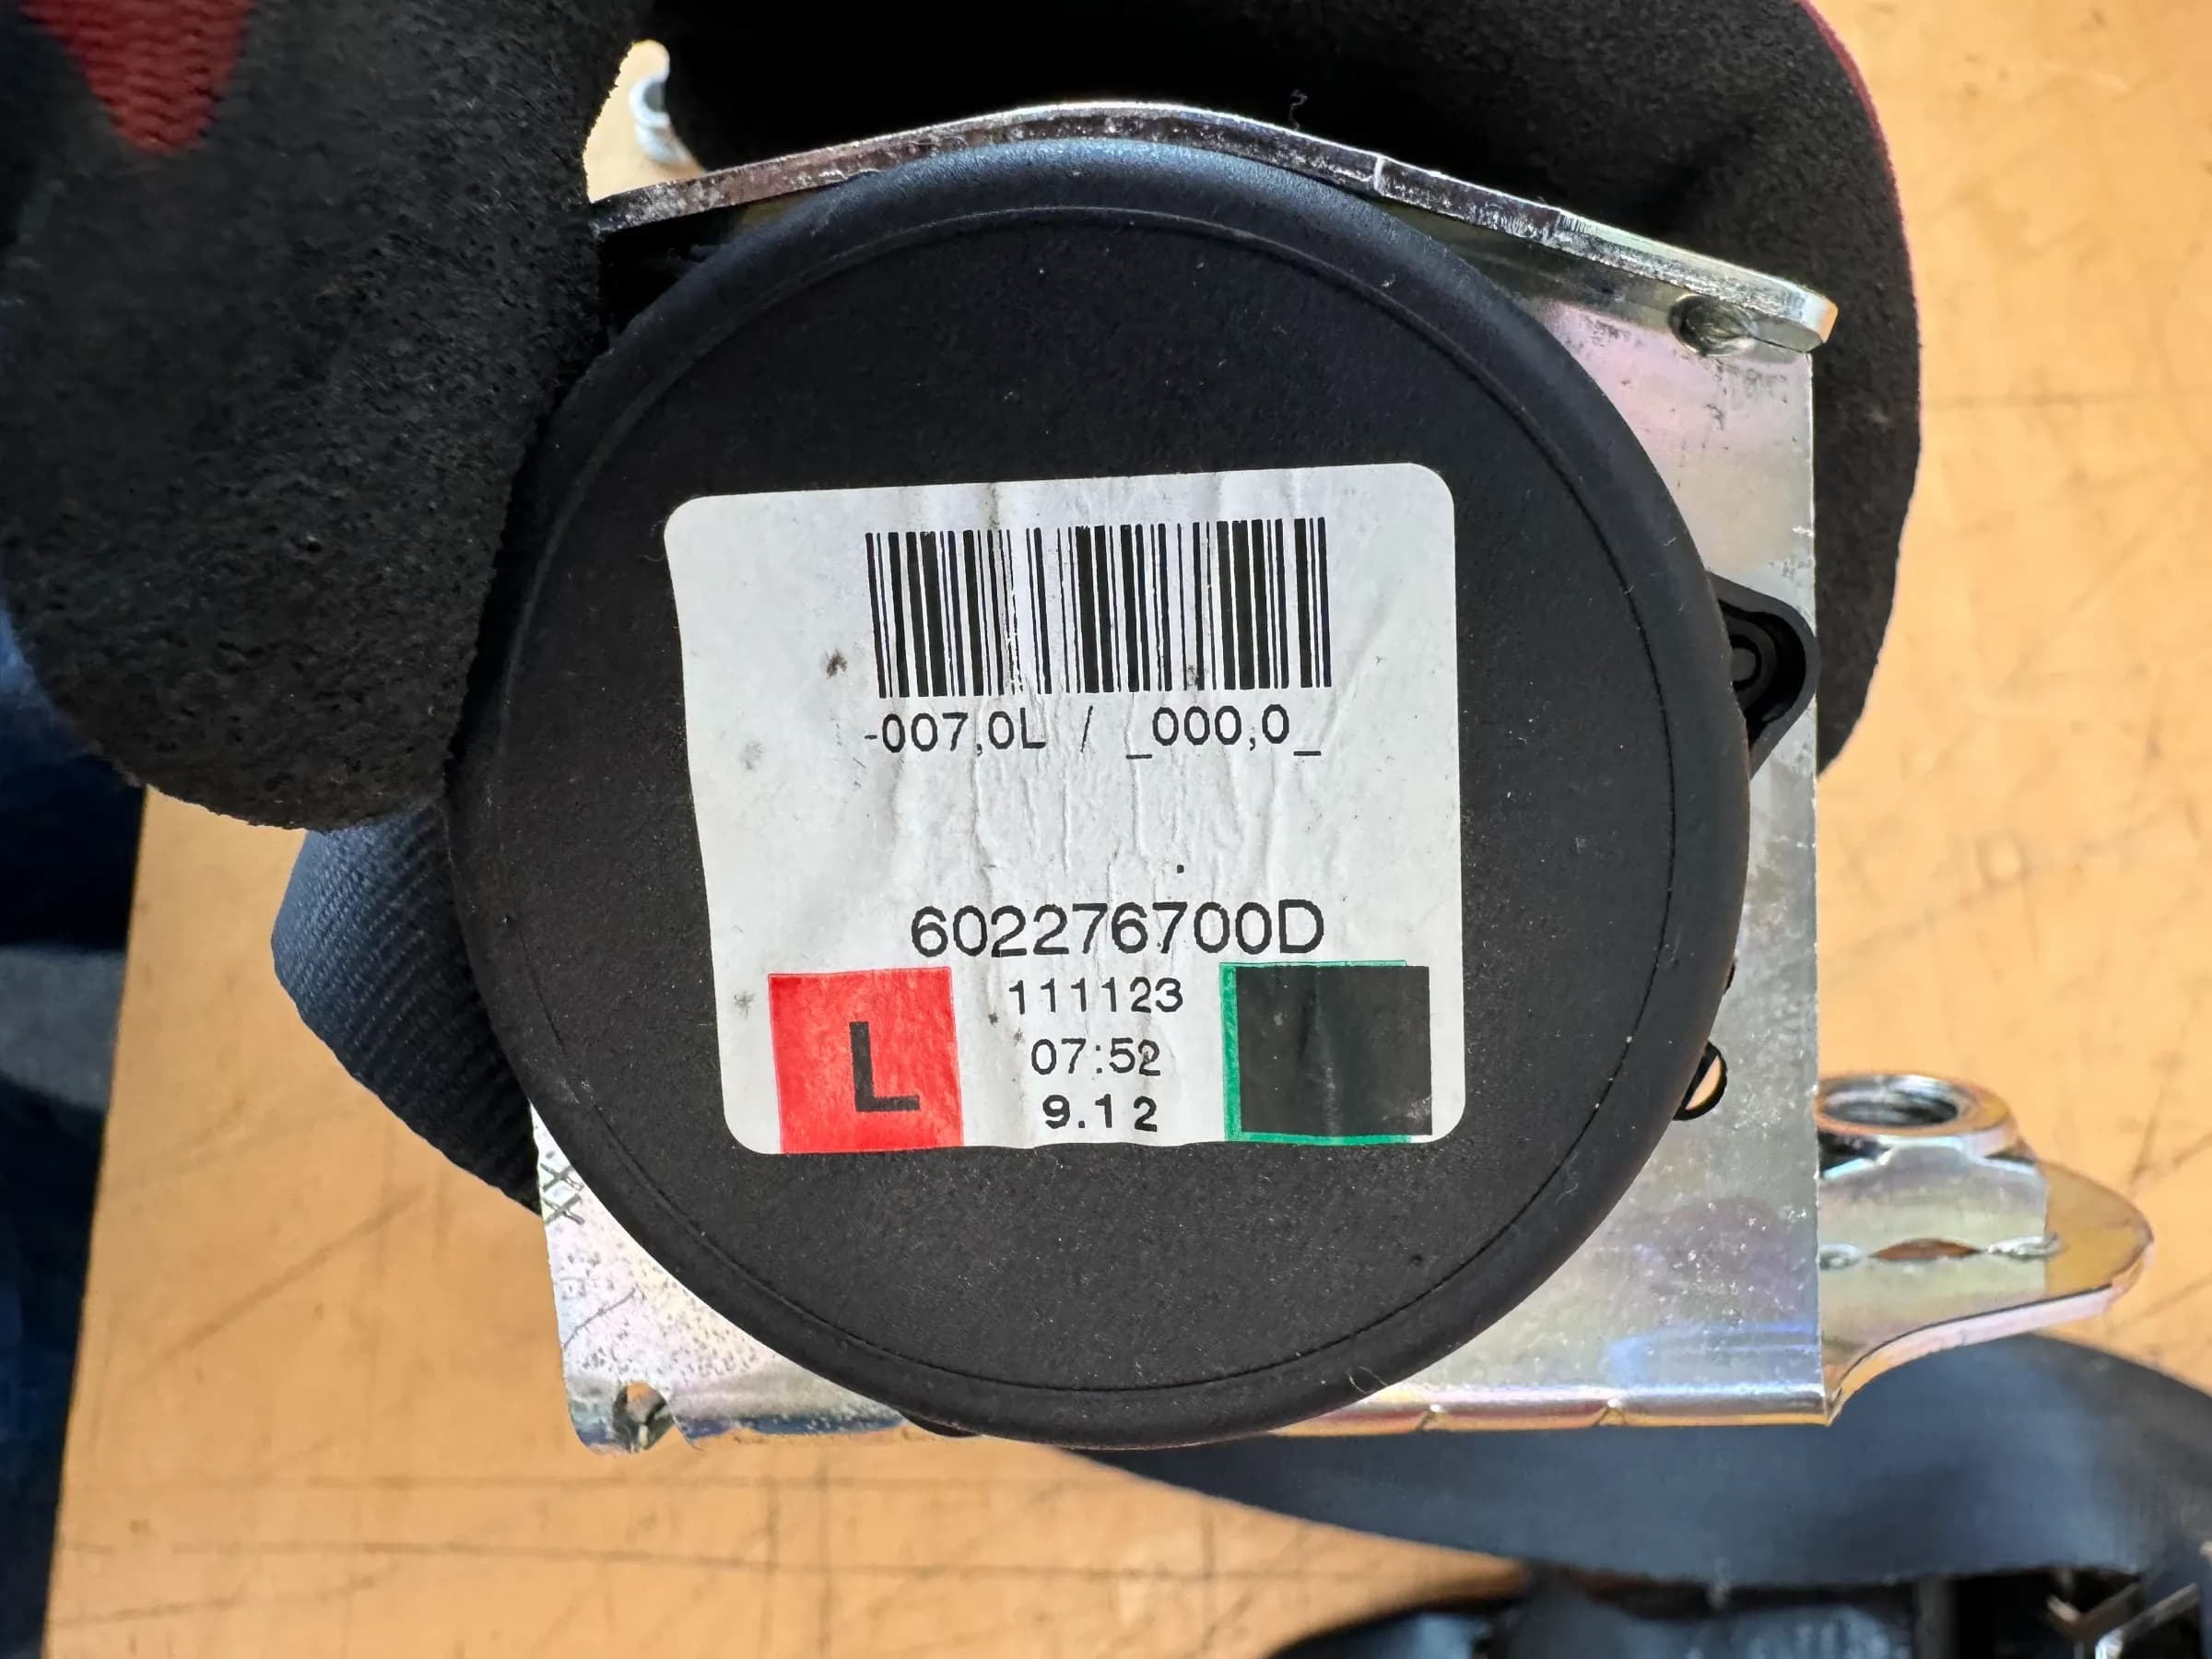 -007,0L / _000,0_
602276700D
111123
L
07:52
9.12